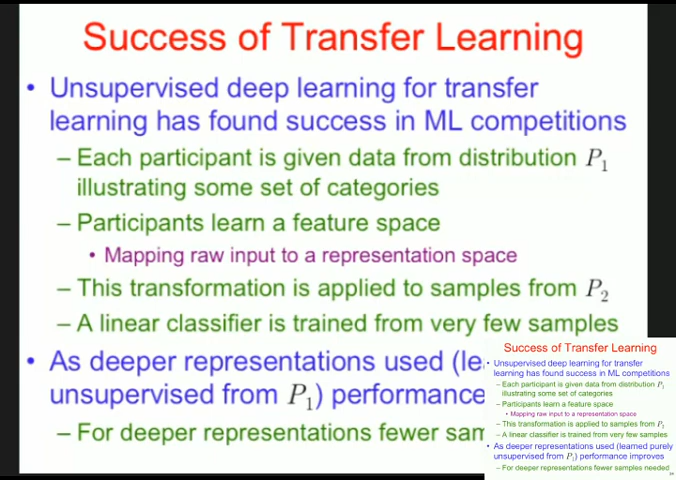 Success of Transfer Learning
• Unsupervised deep learning for transfer
learning has found success in ML competitions
– Each participant is given data from distribution P₁
illustrating some set of categories
– Participants learn a feature space
• Mapping raw input to a representation space
– This transformation is applied to samples from P₂
– A linear classifier is trained from very few samples
• As deeper representations used (le
unsupervised from P₁) performance
– For deeper representations fewer sam
Success of Transfer Learning
• Unsupervised deep learning for transfer
learning has found success in ML competitions
– Each participant is given data from distribution P₁
illustrating some set of categories
– Participants learn a feature space
• Mapping raw input to a representation space
– This transformation is applied to samples from
– A linear classifier is trained from very few samples
• As deeper representations used (learned purely
unsupervised from P₁) performance improves
– For deeper representations fewer samples needed